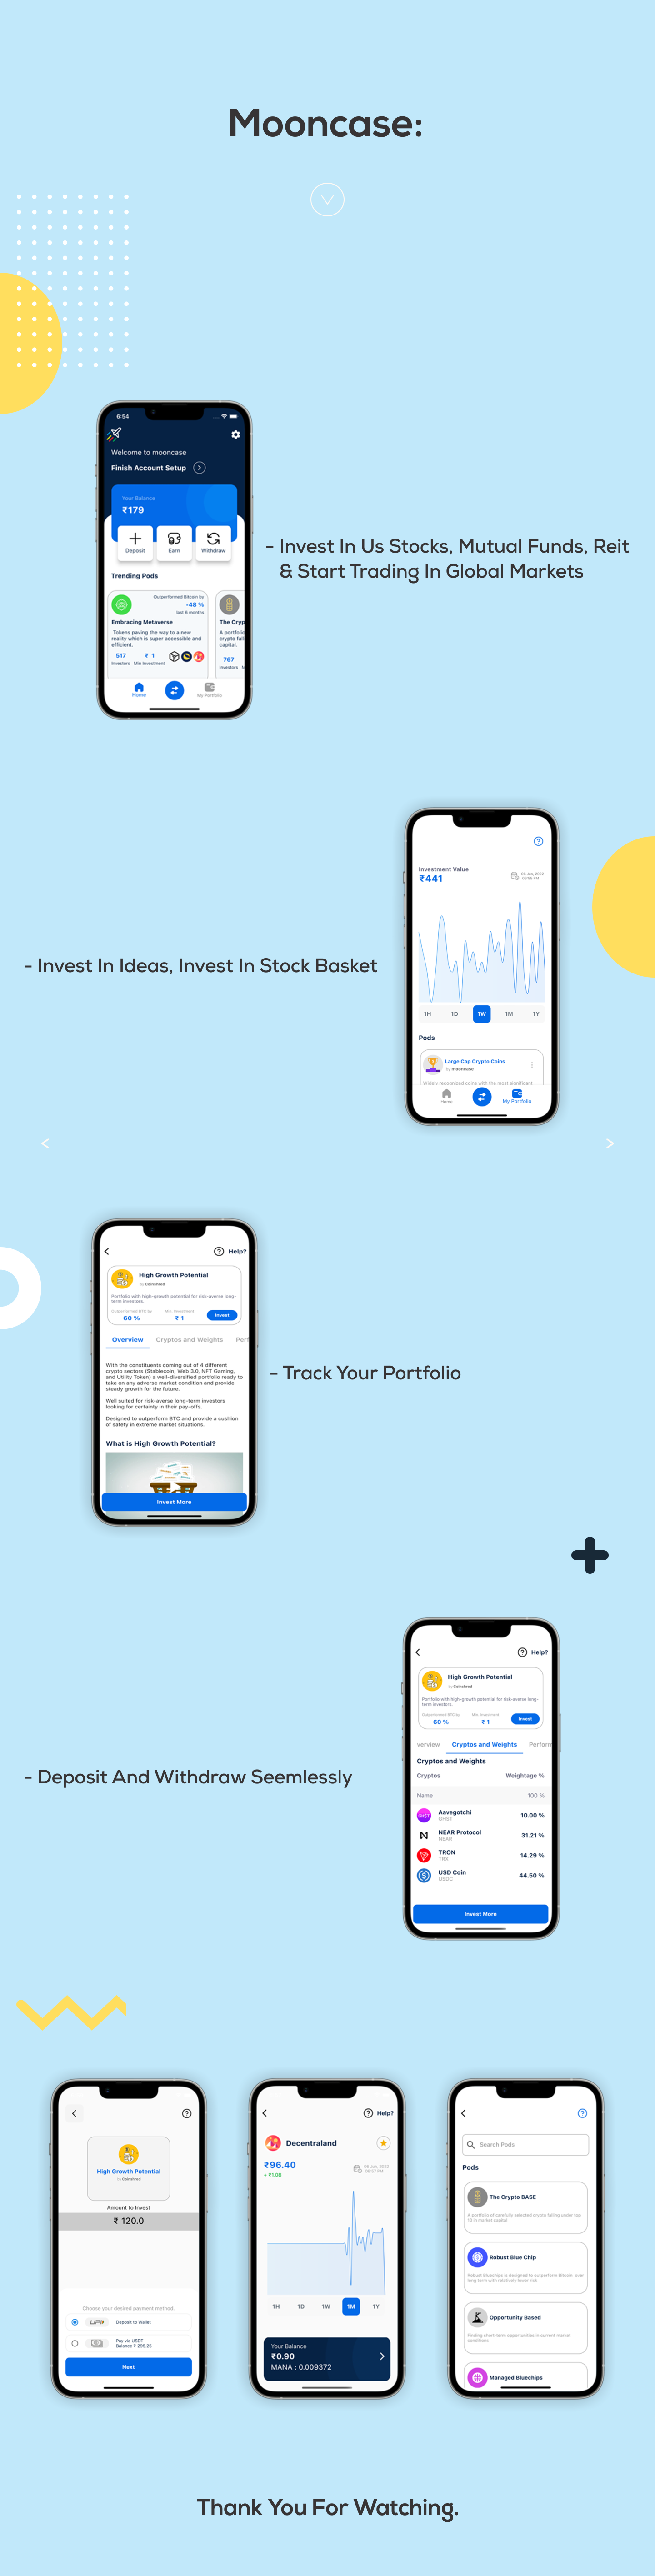 Mooncase:
6:54
Welcome to mooncase
Finish Account Setup
Your Balance
₹179
Deposit
Earn
Withdraw
Trending Pods
Outperformed Bitcoin by
-48 %
last 6 months
Embracing Metaverse
Tokens paving the way to a new
reality which is super accessible and
efficient.
517
₹ 1
Investors
Min Investment
The Cryp
A portfolio
crypto fall
capital.
767
Investors
Home
My Portfolio
- Invest In Us Stocks, Mutual Funds, Reit
& Start Trading In Global Markets
Investment Value
₹441
1H
1D
1W
1M
1Y
Pods
Large Cap Crypto Coins
by mooncase
Widely recognized coins with the most significant
Home
My Portfolio
- Invest In Ideas, Invest In Stock Basket
Help?
High Growth Potential
by Coinstred
Portfolio with high-growth potential for risk-averse long-
term investors.
Outperformed BTC by
60 %
Min. investment
₹ 1
Invest
Overview
Cryptos and Weights
Perf
With the constituents coming out of 4 different
crypto sectors (Stablecoin, Web 3.0, NFT Gaming,
and Utility Token) a well-diversified portfolio ready to
take on any adverse market condition and provide
steady growth for the future.
Well suited for risk-averse long-term investors
looking for certainty in their pay-offs.
Designed to outperform BTC and provide a cushion
of safety in extreme market situations.
What is High Growth Potential?
Invest More
- Track Your Portfolio
Help?
High Growth Potential
by Coinstred
Portfolio with high-growth potential for risk-averse long-
term investors.
Outperformed BTC by
60 %
Min. investment
₹ 1
Invest
verview
Cryptos and Weights
Perform
Cryptos and Weights
Cryptos
Weightage %
Name
100 %
Aavegotchi
GHST
10.00 %
NEAR Protocol
NEAR
31.21 %
TRON
TRX
14.29 %
USD Coin
USDC
44.50 %
Invest More
- Deposit And Withdraw Seemlessly
High Growth Potential
by Coinstred
Amount to Invest
₹ 120.0
Choose your desired payment method.
UPI
Deposit to Wallet
Pay via USDT
Balance ₹ 295.25
Next
Help?
Decentraland
₹96.40
+ ₹1.08
1H
1D
1W
1M
1Y
Your Balance
₹0.90
MANA : 0.009372
Search Pods
Pods
The Crypto BASE
A portfolio of carefully selected crypto falling under top
10 in market capital
Robust Blue Chip
Robust Bluechips is designed to outperform Bitcoin over
long term with relatively lower risk
Opportunity Based
Finding short-term opportunities in current market
conditions
Managed Bluechips
Thank You For Watching.